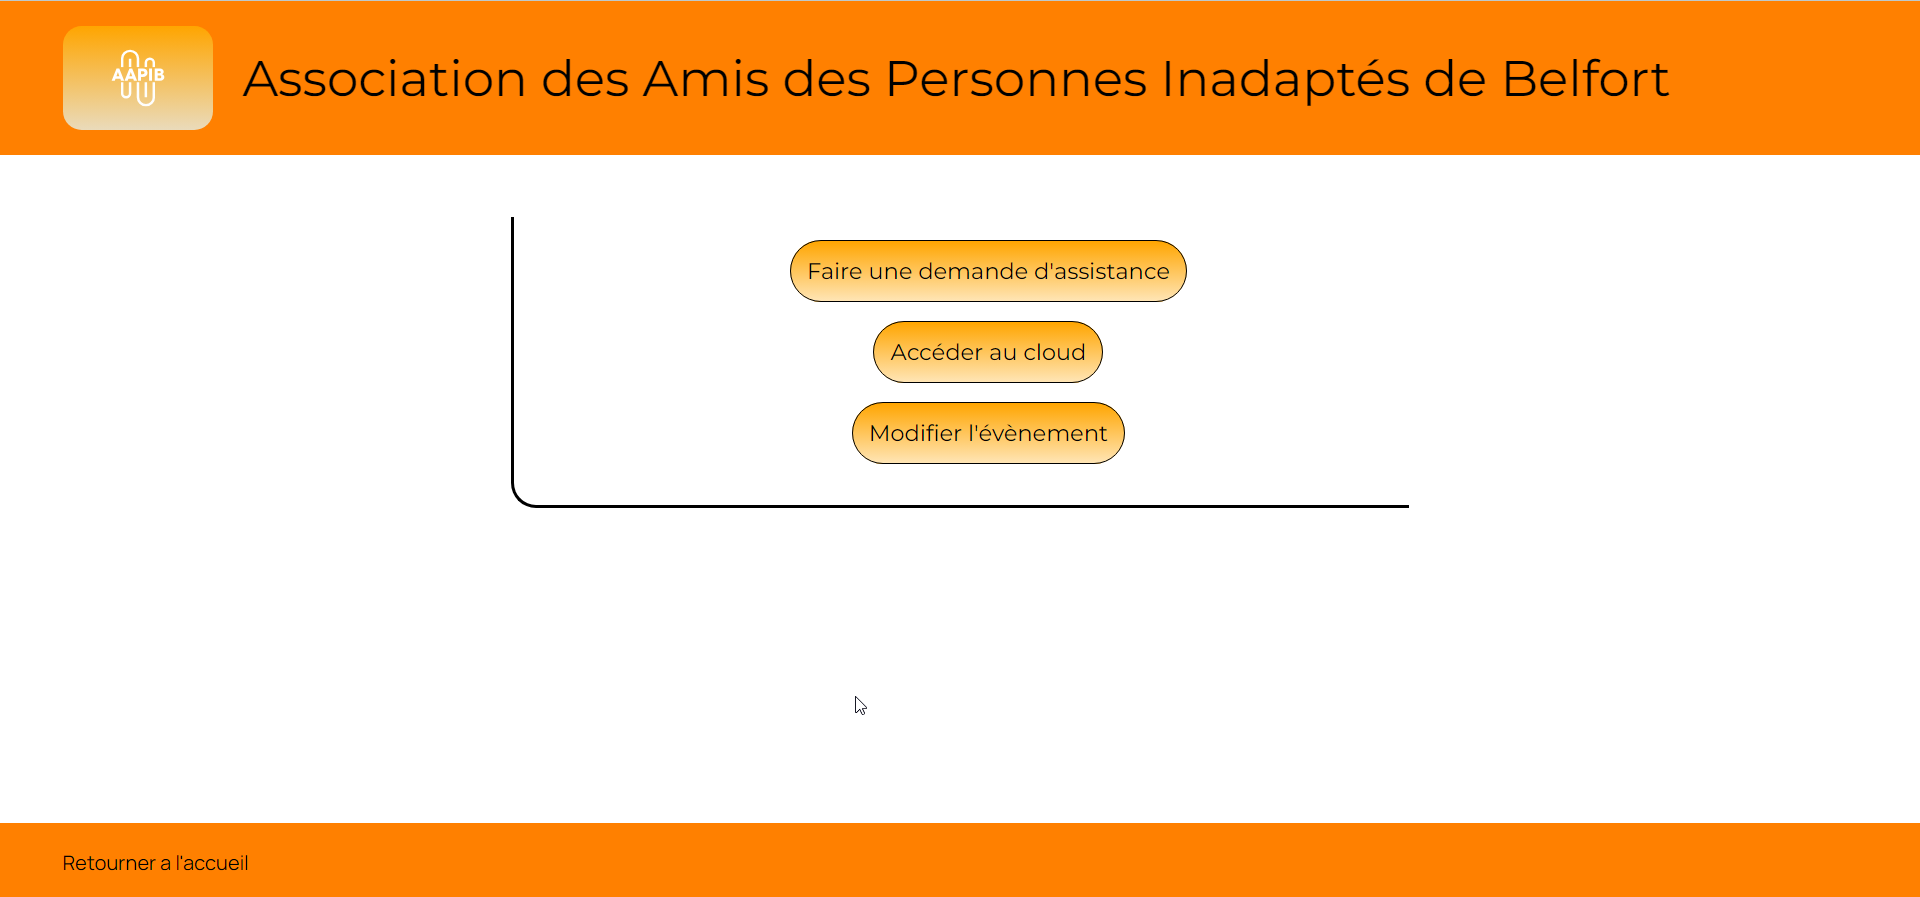 AAPIB
Association des Amis des Personnes Inadaptés de Belfort
Faire une demande d'assistance
Accéder au cloud
Modifier l'évènement
Retourner a l'accueil